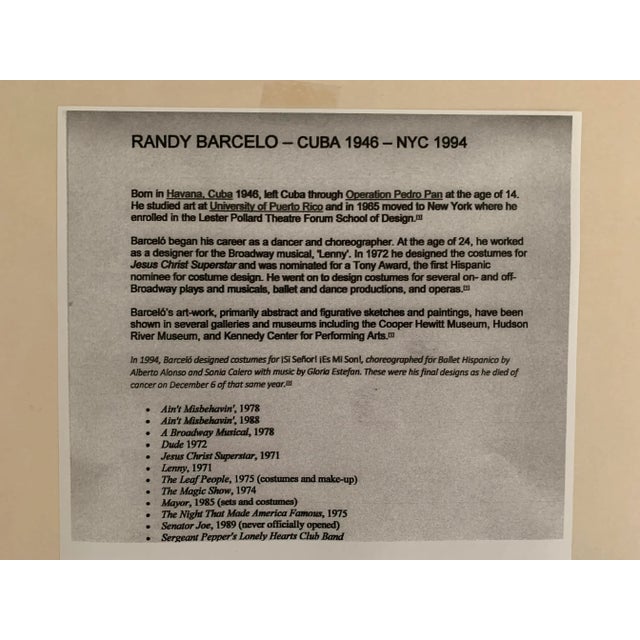 RANDY BARCELO – CUBA 1946 – NYC 1994
Born in Havana, Cuba 1946, left Cuba through Operation Pedro Pan at the age of 14.
He studied art at University of Puerto Rico and in 1965 moved to New York where he
enrolled in the Lester Pollard Theatre Forum School of Design.[1]
Barceló began his career as a dancer and choreographer. At the age of 24, he worked
as a designer for the Broadway musical, 'Lenny'. In 1972 he designed the costumes for
Jesus Christ Superstar and was nominated for a Tony Award, the first Hispanic
nominee for costume design. He went on to design costumes for several on- and off-
Broadway plays and musicals, ballet and dance productions, and operas.
Barceló's art-work, primarily abstract and figurative sketches and paintings, have been
shown in several galleries and museums including the Cooper Hewitt Museum, Hudson
River Museum, and Kennedy Center for Performing Arts.
In 1994, Barceló designed costumes for ¡Si Señor! ¡Es Mi Son!, choreographed for Ballet Hispanico by
Alberto Alonso and Sonia Calero with music by Gloria Estefan. These were his final designs as he died of
cancer on December 6 of that same year.
• Ain't Misbehavin', 1978
• Ain't Misbehavin', 1988
• A Broadway Musical, 1978
• Dude 1972
• Jesus Christ Superstar, 1971
• Lenny, 1971
• The Leaf People, 1975 (costumes and make-up)
• The Magic Show, 1974
• Mayor, 1985 (sets and costumes)
• The Night That Made America Famous, 1975
• Senator Joe, 1989 (never officially opened)
• Sergeant Pepper's Lonely Hearts Club Band